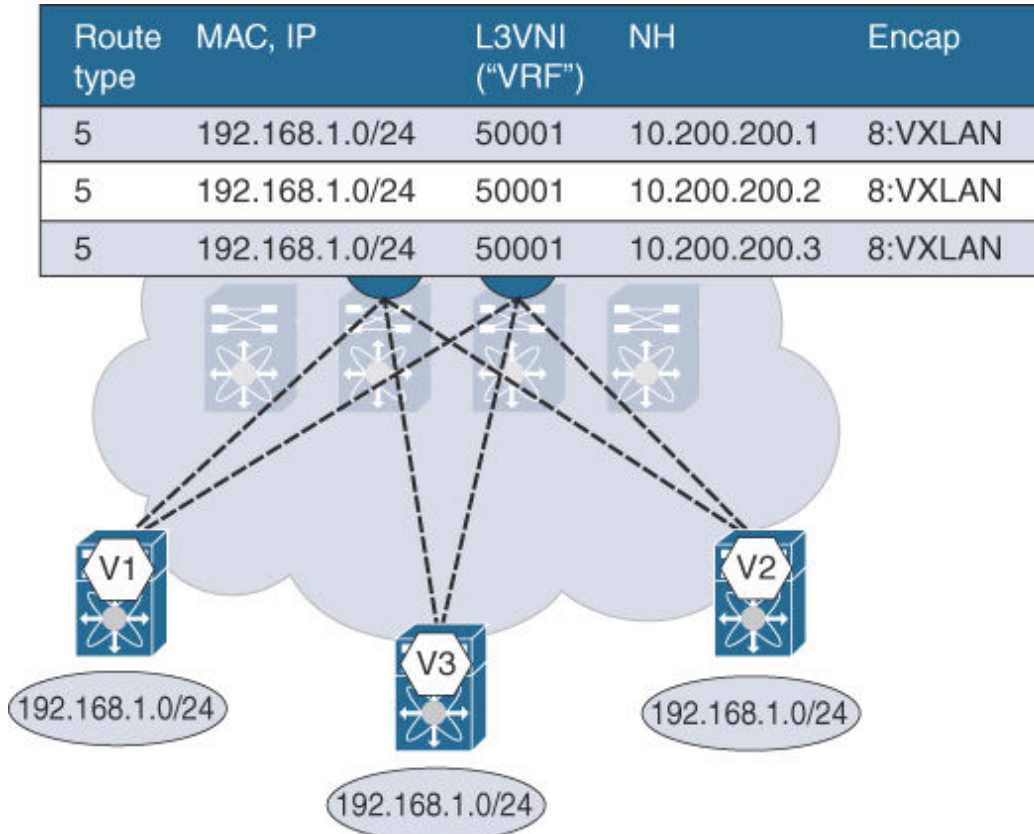 Route type MAC, IP L3VNI ("VRF") NH Encap
5 192.168.1.0/24 50001 10.200.200.1 8:VXLAN
5 192.168.1.0/24 50001 10.200.200.2 8:VXLAN
5 192.168.1.0/24 50001 10.200.200.3 8:VXLAN
V1
V2
V3
192.168.1.0/24
192.168.1.0/24
192.168.1.0/24